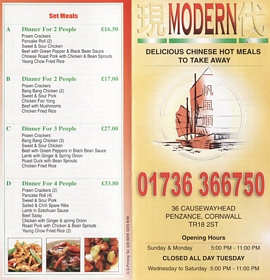 Set Meals
A Dinner For 2 People £16.50
Prawn Crackers
Pancake Roll (2)
Sweet & Sour Chicken
Beef with Green Pepper & Black Bean Sauce
Chinese Roast Pork with Chicken & Bean Sprouts
Young Chow Fried Rice
B Dinner For 2 People £17.00
Prawn Crackers
Bang Bang Chicken (2)
Sweet & Sour Pork
Chicken Foo Yong
Beef with Mushrooms
Chicken Fried Rice
C Dinner For 3 People £27.00
Prawn Crackers
Bang Bang Chicken (3)
Sweet & Sour Chicken
Beef with Green Peppers in Black Bean Sauce
Lamb with Ginger & Spring Onion
Roast Duck with Bean Sprouts
Chicken Fried Rice
D Dinner For 4 People £33.80
Prawn Crackers
Pancake Roll (4)
Sweet & Sour Pork
Salted & Chilli Spare Ribs
Lamb in Szechuan Sauce
Beef Satay
Chicken with Ginger & spring onion
Roast Pork with Chicken & Bean Sprouts
Young Chow Fried Rice
現 MODERN 代
DELICIOUS CHINESE HOT MEALS
TO TAKE AWAY
01736 366750
36 CAUSEWAYHEAD
PENZANCE, CORNWALL
TR18 2ST
Opening Hours
Sunday & Monday 5:00 PM - 11:00 PM
CLOSED ALL DAY TUESDAY
Wednesday to Saturday 5:00 PM - 11:00 PM